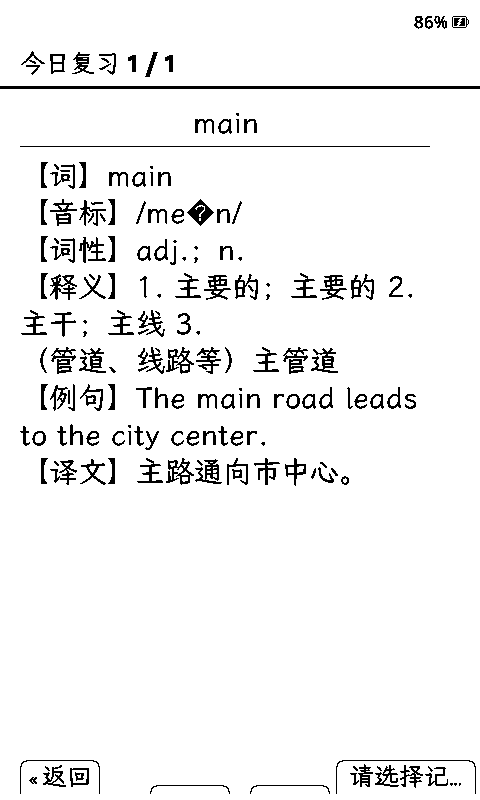 86%
今日复习 1 / 1
main
【词】main
【音标】/me�n/
【词性】adj.; n.
【释义】1. 主要的；主要的 2.
主干；主线 3.
（管道、线路等）主管道
【例句】The main road leads
to the city center.
【译文】主路通向市中心。
« 返回
请选择记...